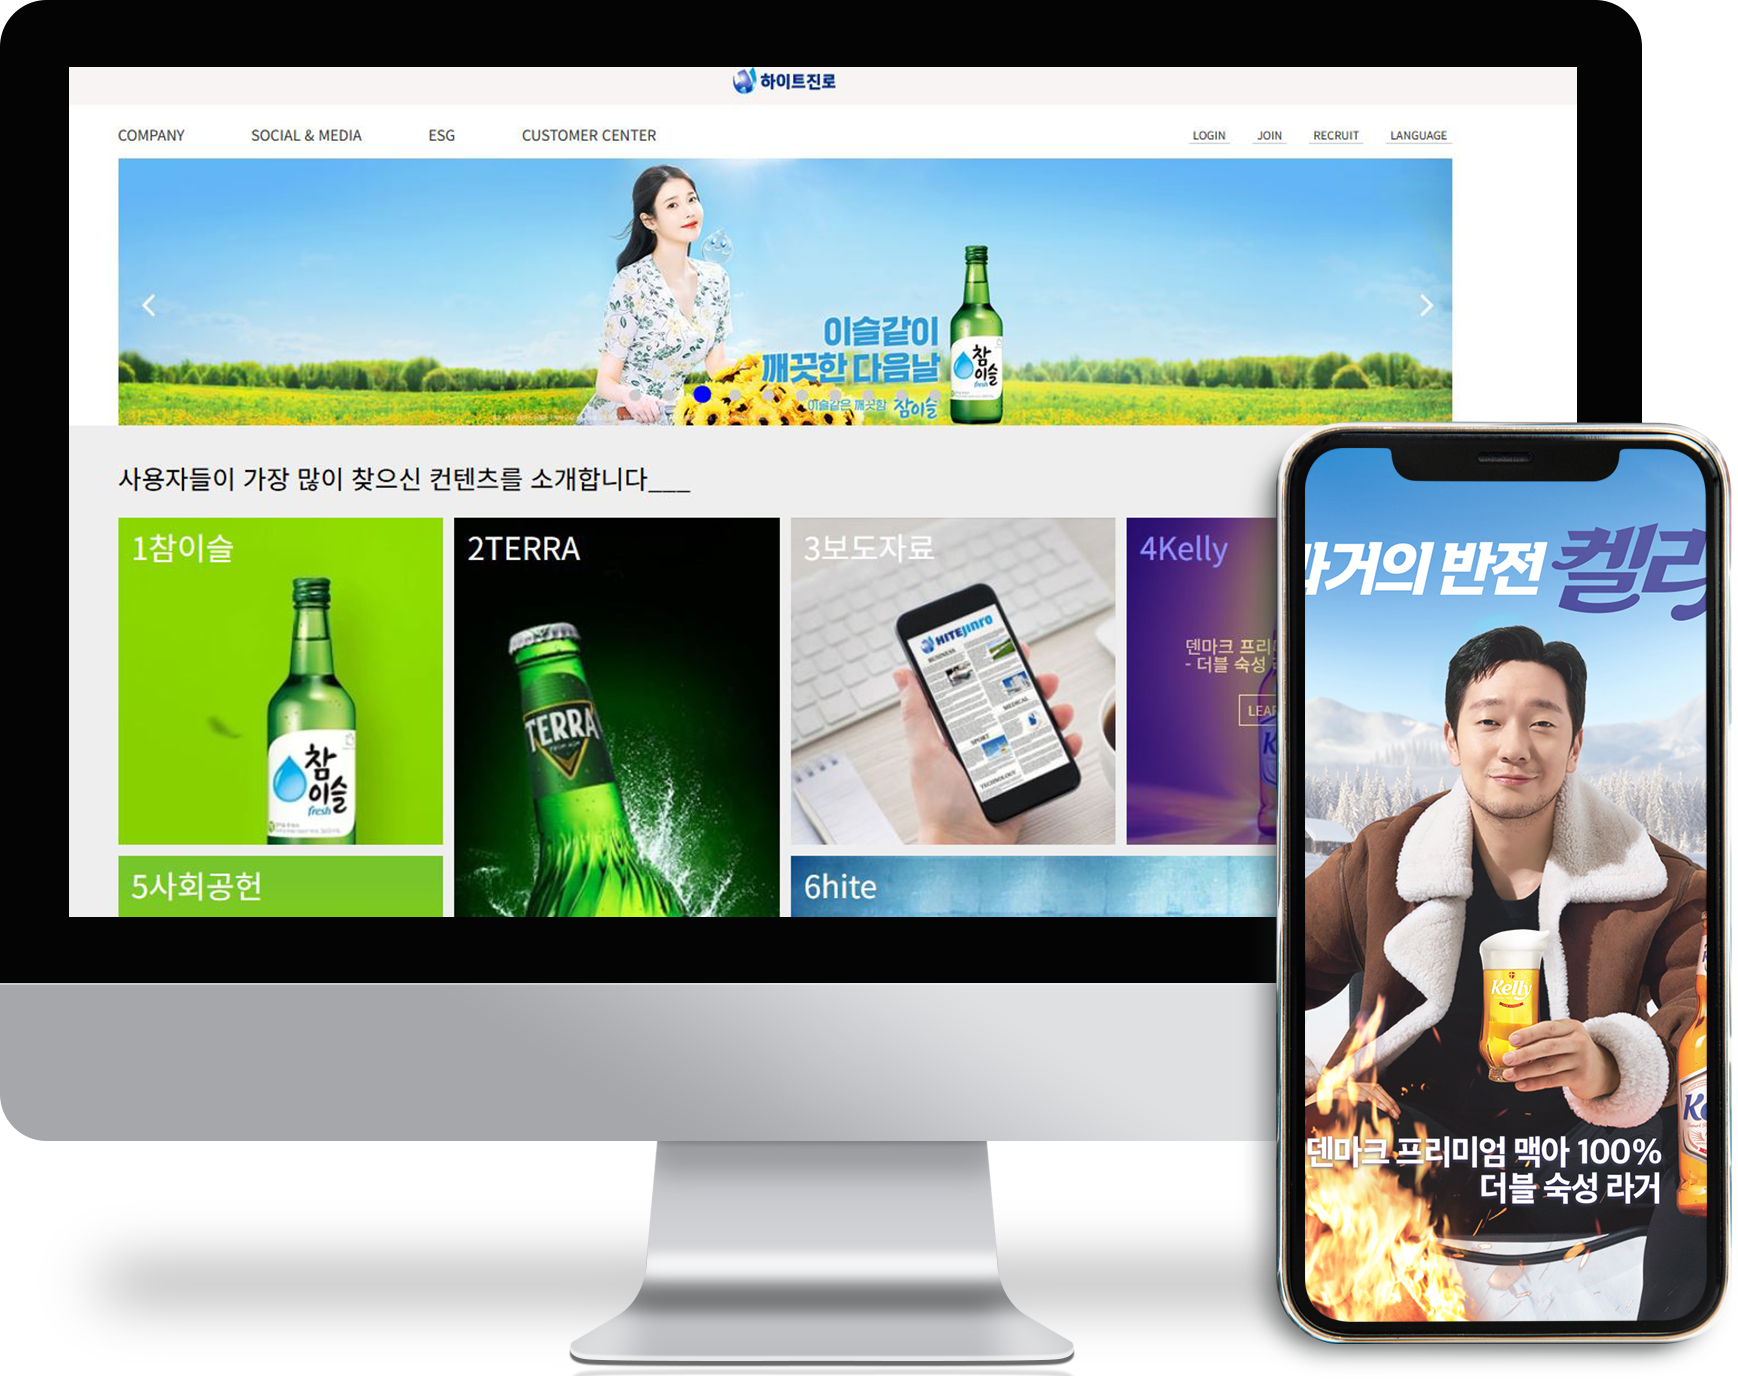 하이트진로
COMPANY SOCIAL & MEDIA ESG CUSTOMER CENTER LOGIN JOIN RECRUIT LANGUAGE
이슬같이
깨끗한 다음날
이슬같은 깨끗함 참이슬
참이슬
fresh
사용자들이 가장 많이 찾으신 컨텐츠를 소개합니다___
1참이슬
참이슬
fresh
2TERRA
TERRA
3보도자료
HITEJINRO
BUSINESS
MEDICAL
SPORT
TECHNOLOGY
4Kelly
덴마크 프리
- 더블 숙성
LEA
5사회공헌
6hite
라거의 반전 켈리
Kelly
Ke
덴마크 프리미엄 맥아 100%
더블 숙성 라거